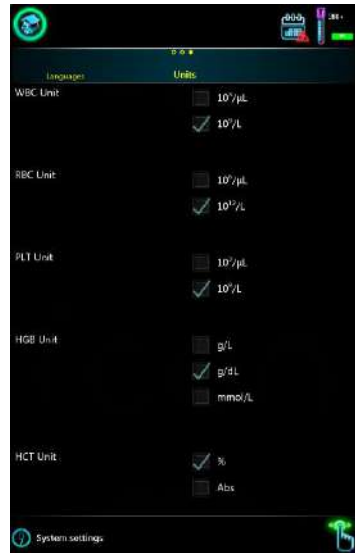 Languages Units
WBC Unit
10³/µL
10⁹/L
RBC Unit
10⁶/µL
10¹²/L
PLT Unit
10³/µL
10⁹/L
HGB Unit
g/L
g/dL
mmol/L
HCT Unit
%
Abs
System settings